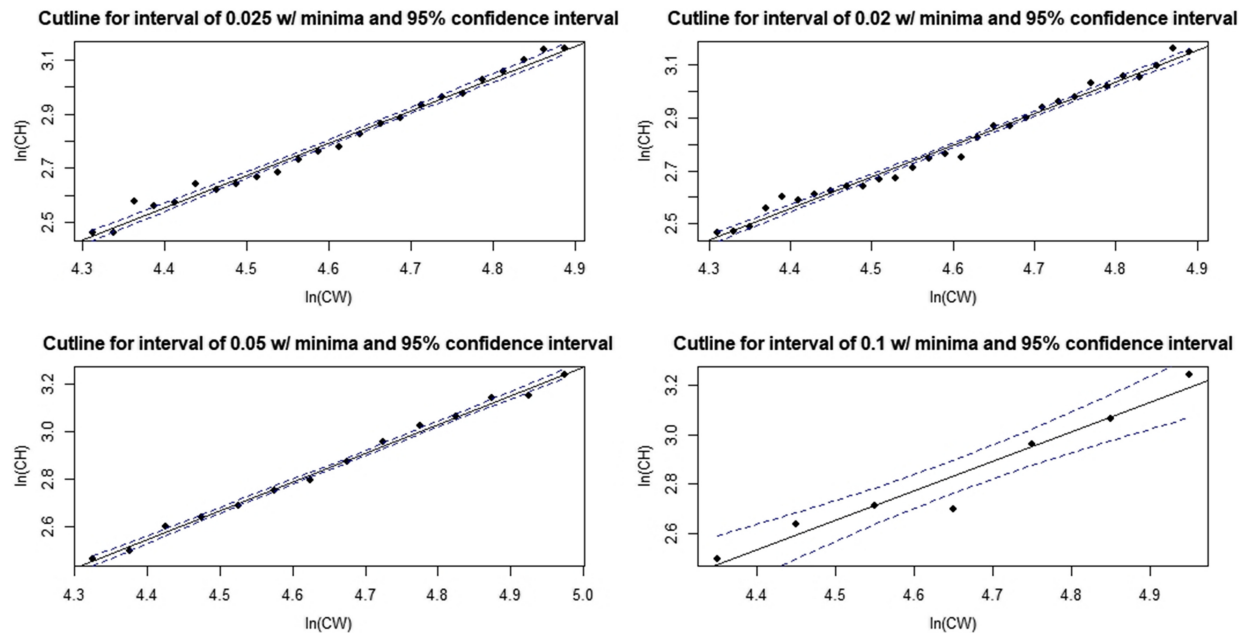 Cutline for interval of 0.025 w/ minima and 95% confidence interval
ln(CH)
3.1
2.9
2.7
2.5
4.3 4.4 4.5 4.6 4.7 4.8 4.9
ln(CW)
Cutline for interval of 0.02 w/ minima and 95% confidence interval
ln(CH)
3.1
2.9
2.7
2.5
4.3 4.4 4.5 4.6 4.7 4.8 4.9
ln(CW)
Cutline for interval of 0.05 w/ minima and 95% confidence interval
ln(CH)
3.2
3.0
2.8
2.6
4.3 4.4 4.5 4.6 4.7 4.8 4.9 5.0
ln(CW)
Cutline for interval of 0.1 w/ minima and 95% confidence interval
ln(CH)
3.2
3.0
2.8
2.6
4.4 4.5 4.6 4.7 4.8 4.9
ln(CW)